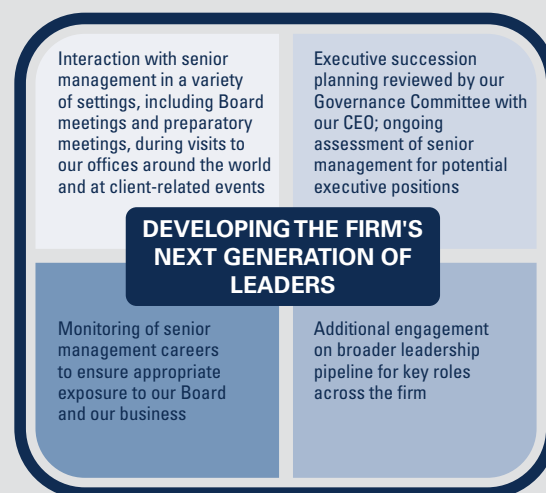 Interaction with senior
management in a variety
of settings, including Board
meetings and preparatory
meetings, during visits to
our offices around the world
and at client-related events
Executive succession
planning reviewed by our
Governance Committee with
our CEO; ongoing
assessment of senior
management for potential
executive positions
DEVELOPING THE FIRM'S
NEXT GENERATION OF
LEADERS
Monitoring of senior
management careers
to ensure appropriate
exposure to our Board
and our business
Additional engagement
on broader leadership
pipeline for key roles
across the firm